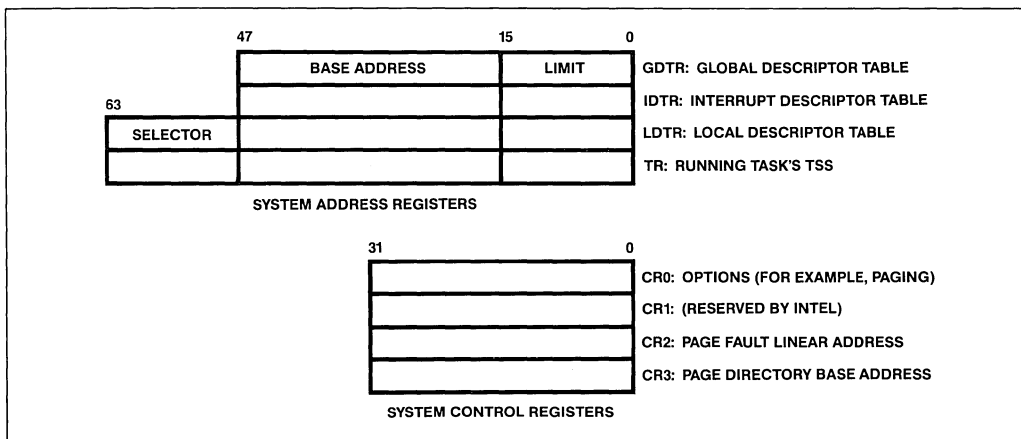 47 15 0
BASE ADDRESS LIMIT GDTR: GLOBAL DESCRIPTOR TABLE
IDTR: INTERRUPT DESCRIPTOR TABLE
63
SELECTOR LDTR: LOCAL DESCRIPTOR TABLE
TR: RUNNING TASK'S TSS
SYSTEM ADDRESS REGISTERS
31 0
CR0: OPTIONS (FOR EXAMPLE, PAGING)
CR1: (RESERVED BY INTEL)
CR2: PAGE FAULT LINEAR ADDRESS
CR3: PAGE DIRECTORY BASE ADDRESS
SYSTEM CONTROL REGISTERS